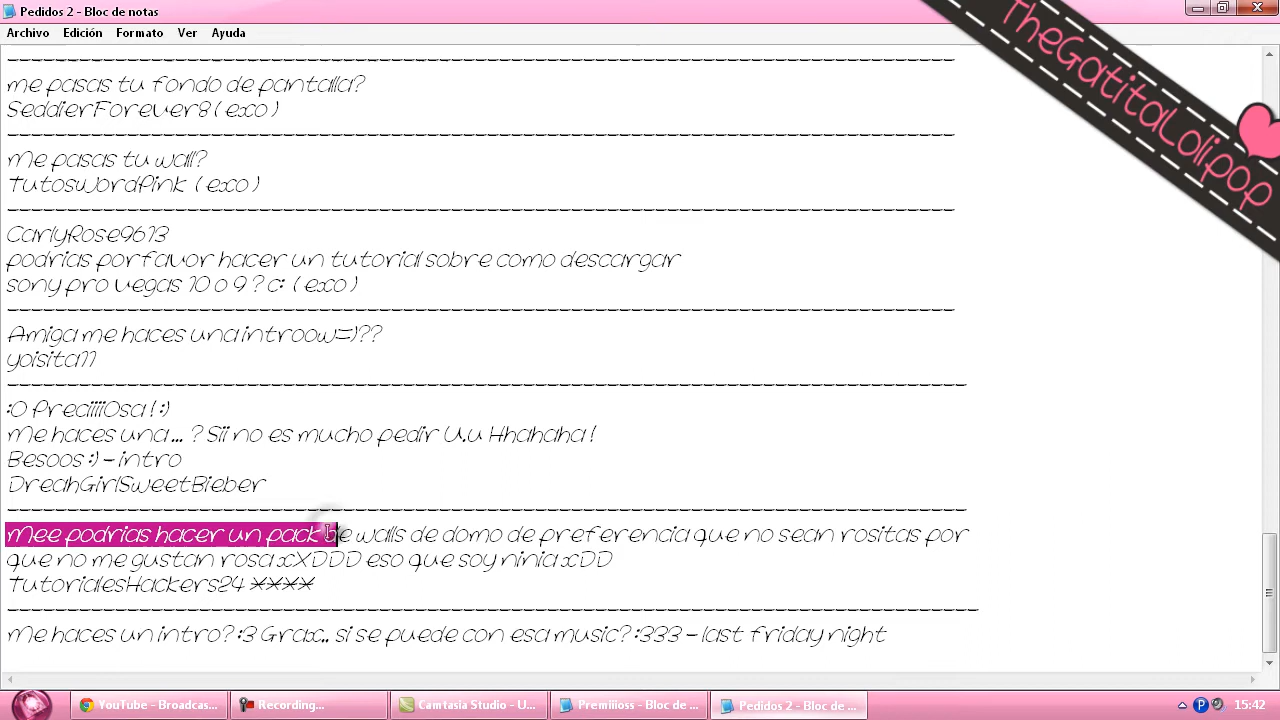 Pedidos 2 - Bloc de notas
Archivo Edición Formato Ver Ayuda
TheGatitaLolipop
me pasas tu fondo de pantalla?
SeddierForever8 ( exo )
Me pasas tu wall?
TutosWordPink ( exo )
CarlyRose9613
podrias porfavor hacer un tutorial sobre como descargar
sony pro vegas 10 o 9 ? c: ( exo )
Amiga me haces una introow=)??
yoisita11
:O PreciiiiOsa ! :)
Me haces una ... ? Sii no es mucho pedir U.u Hhahaha !
Besoos :) - intro
DreahGirlSweetBieber
Mee podrias hacer un pack de walls de domo de preferencia que no sean rositas por
que no me gustan rosa xXDDD eso que soy ninia xDD
TutorialesHackers24 ****
Me haces un intro? :3 Grax.. si se puede con esa music? :333 - last friday night
YouTube - Broadcas... Recording... Camtasia Studio - U... Premiiioss - Bloc de ... Pedidos 2 - Bloc de ... 15:42